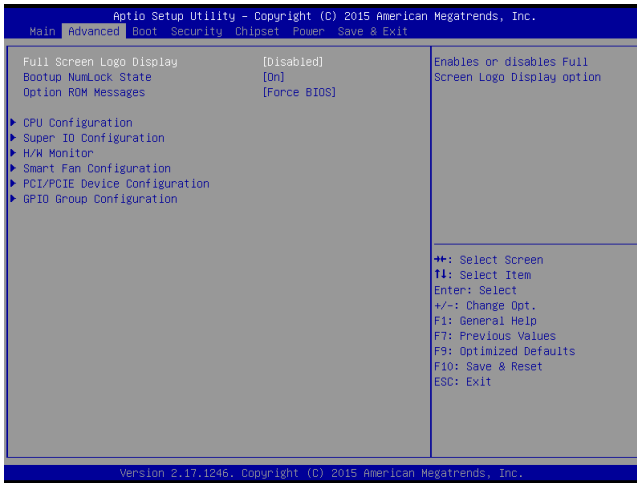 Aptio Setup Utility – Copyright (C) 2015 American Megatrends, Inc.
Main Advanced Boot Security Chipset Power Save & Exit
Full Screen Logo Display [Disabled]
Bootup NumLock State [On]
Option ROM Messages [Force BIOS]
▶ CPU Configuration
▶ Super IO Configuration
▶ H/W Monitor
▶ Smart Fan Configuration
▶ PCI/PCIE Device Configuration
▶ GPIO Group Configuration
Enables or disables Full
Screen Logo Display option
→←: Select Screen
↑↓: Select Item
Enter: Select
+/-: Change Opt.
F1: General Help
F7: Previous Values
F9: Optimized Defaults
F10: Save & Reset
ESC: Exit
Version 2.17.1246. Copyright (C) 2015 American Megatrends, Inc.